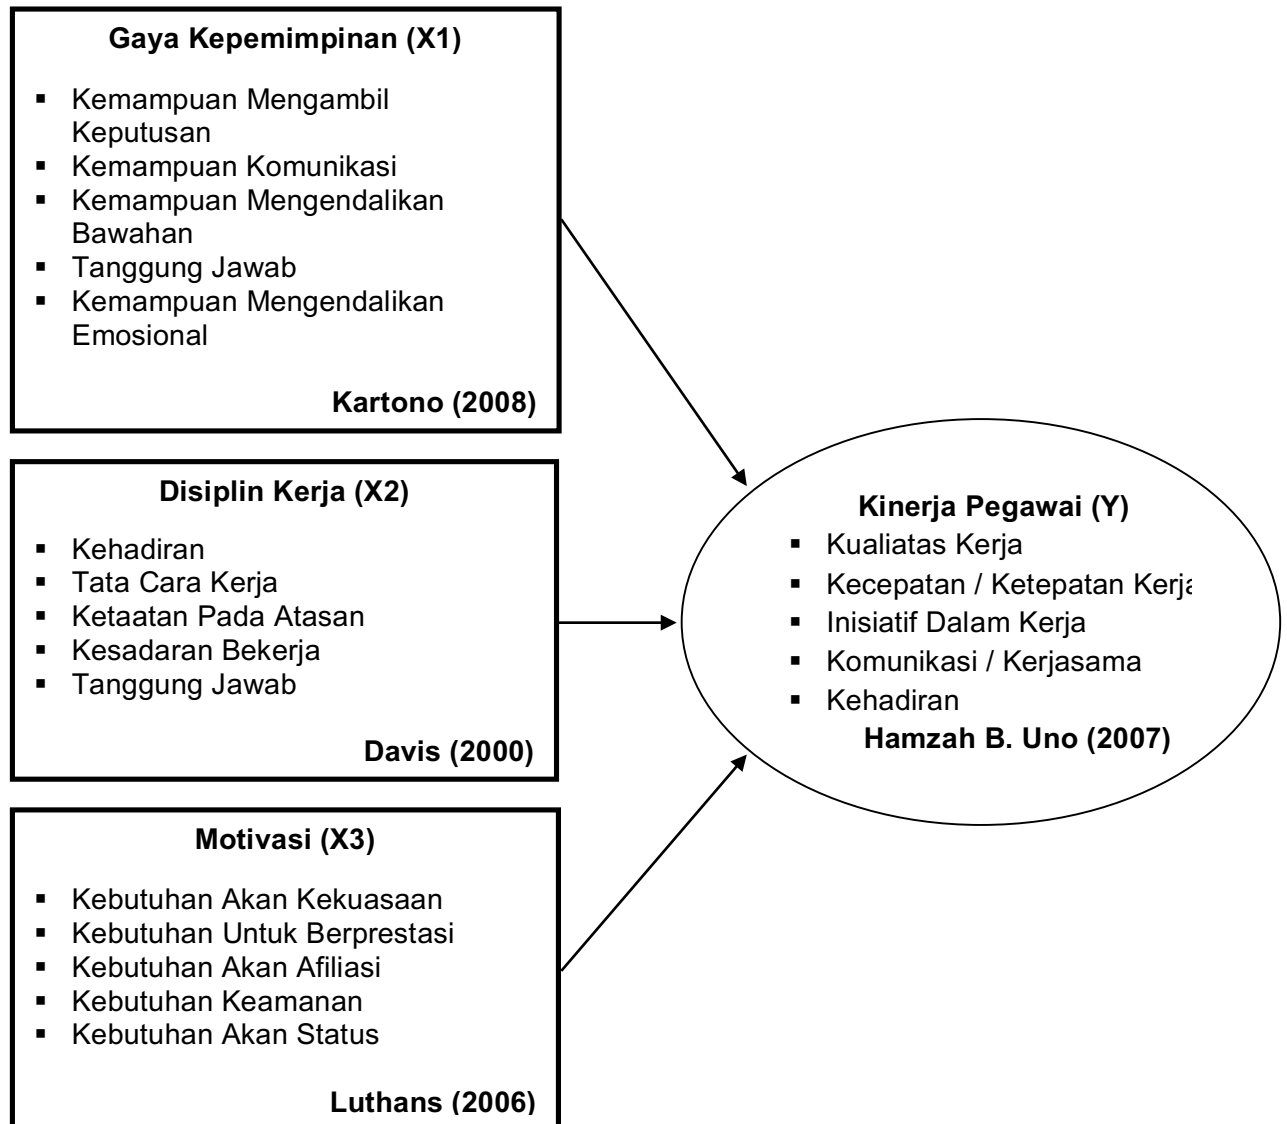 Gaya Kepemimpinan (X1)
▪ Kemampuan Mengambil
Keputusan
▪ Kemampuan Komunikasi
▪ Kemampuan Mengendalikan
Bawahan
▪ Tanggung Jawab
▪ Kemampuan Mengendalikan
Emosional
Kartono (2008)
Disiplin Kerja (X2)
▪ Kehadiran
▪ Tata Cara Kerja
▪ Ketaatan Pada Atasan
▪ Kesadaran Bekerja
▪ Tanggung Jawab
Davis (2000)
Motivasi (X3)
▪ Kebutuhan Akan Kekuasaan
▪ Kebutuhan Untuk Berprestasi
▪ Kebutuhan Akan Afiliasi
▪ Kebutuhan Keamanan
▪ Kebutuhan Akan Status
Luthans (2006)
Kinerja Pegawai (Y)
▪ Kualiatas Kerja
▪ Kecepatan / Ketepatan Kerja
▪ Inisiatif Dalam Kerja
▪ Komunikasi / Kerjasama
▪ Kehadiran
Hamzah B. Uno (2007)